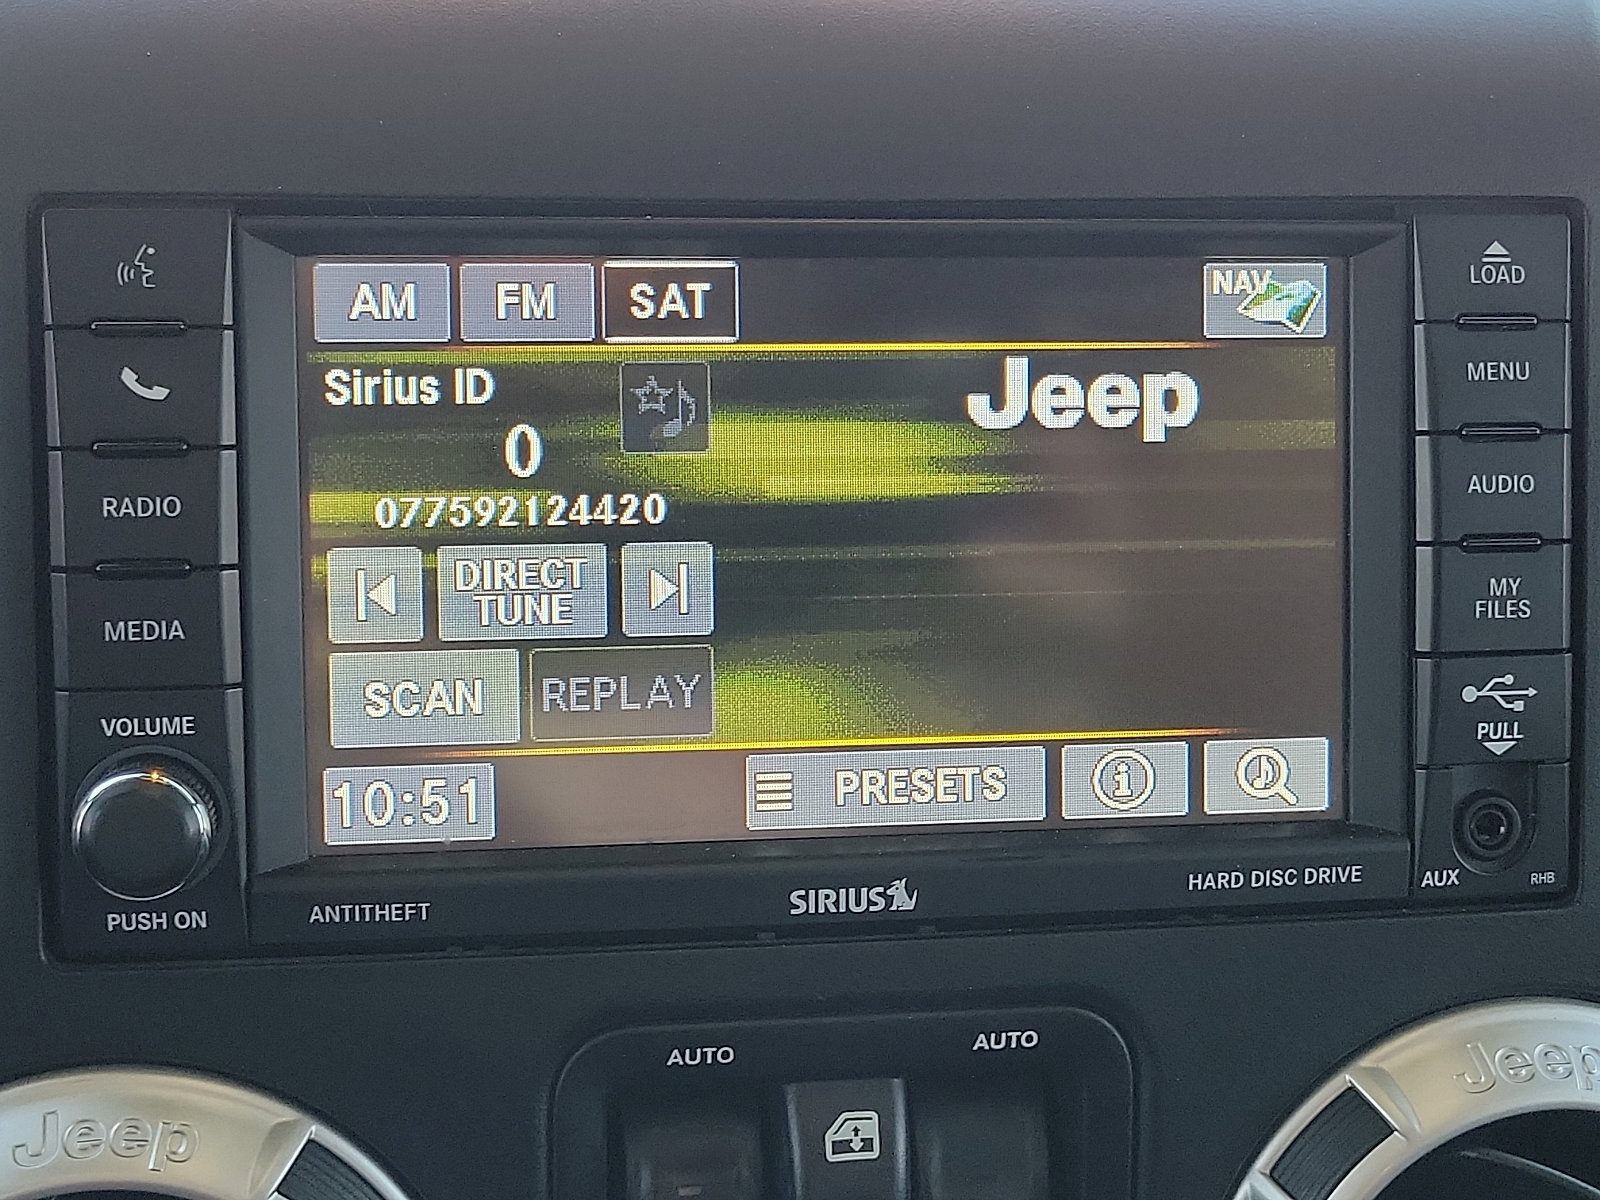 AM FM SAT NAV
Sirius ID
Jeep
0
077592124420
DIRECT
TUNE
SCAN REPLAY
10:51 PRESETS i
RADIO
MEDIA
VOLUME
PUSH ON
LOAD
MENU
AUDIO
MY
FILES
PULL
AUX RHB
ANTITHEFT SIRIUS HARD DISC DRIVE
AUTO AUTO
Jeep Jeep